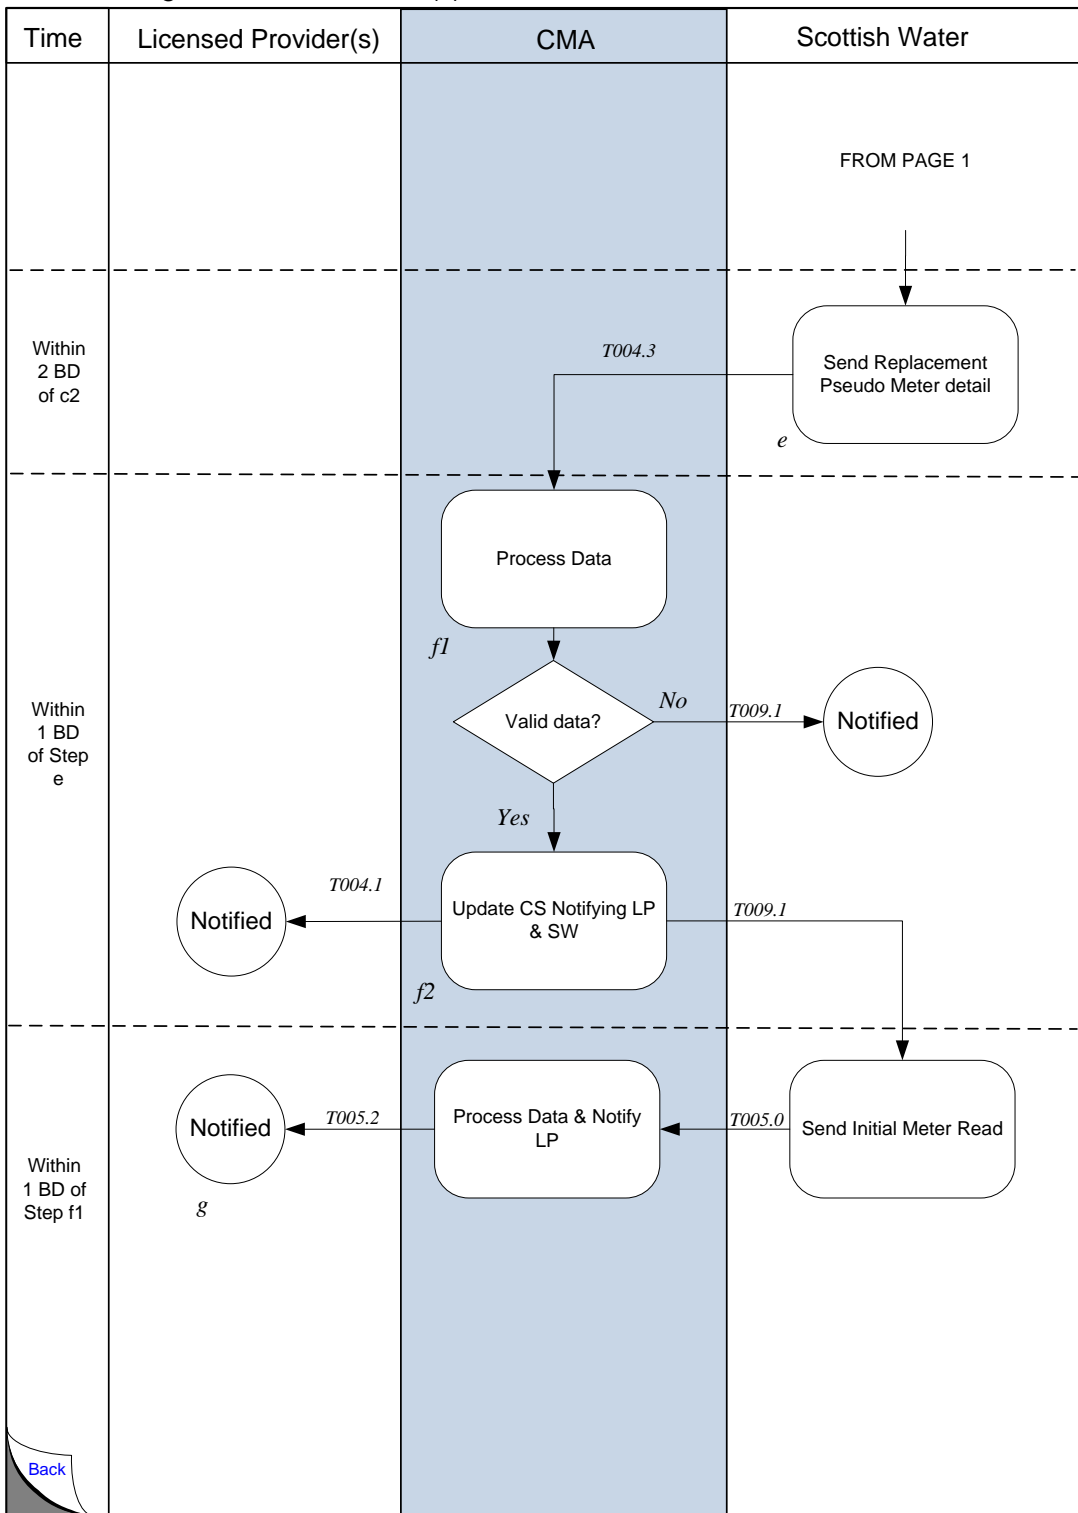 Time
Licensed Provider(s)
CMA
Scottish Water
FROM PAGE 1
Within
2 BD
of c2
T004.3
Send Replacement
Pseudo Meter detail
e
Process Data
f1
Within
1 BD
of Step
e
Valid data?
No
T009.1
Notified
Yes
Notified
T004.1
Update CS Notifying LP
& SW
T009.1
f2
Within
1 BD of
Step f1
Notified
T005.2
Process Data & Notify
LP
T005.0
Send Initial Meter Read
g
Back